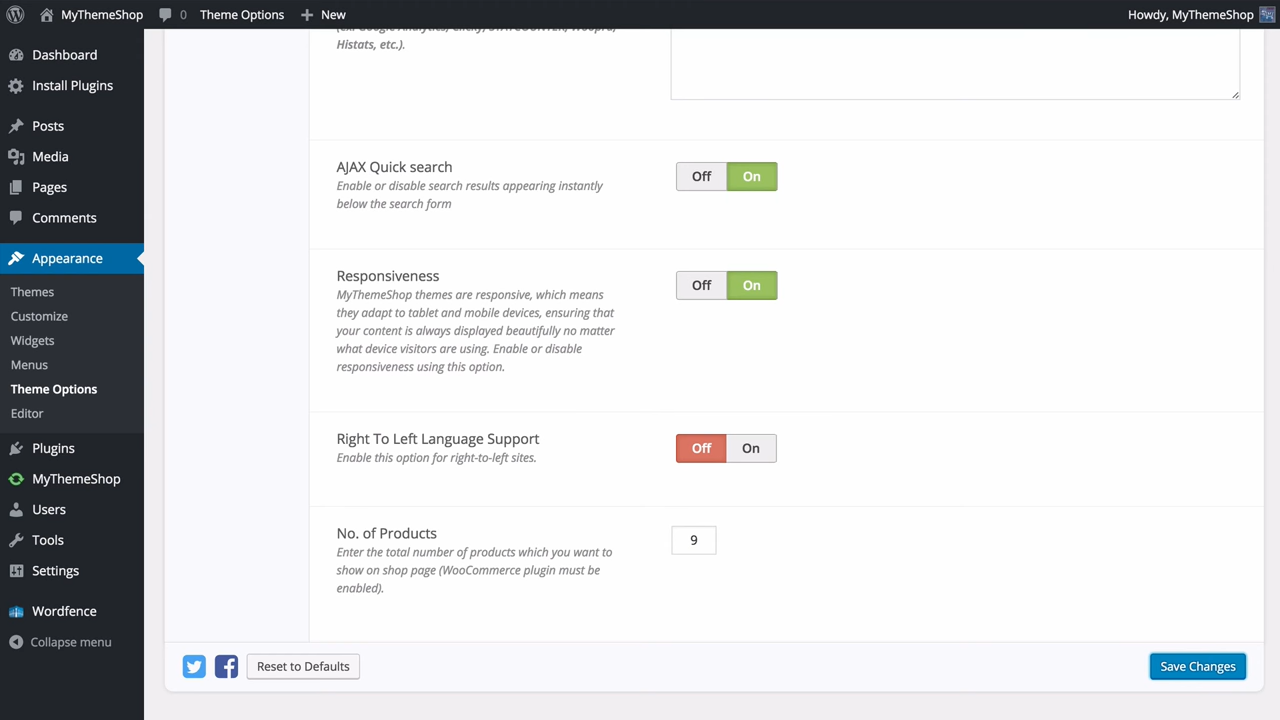 MyThemeShop
0
Theme Options
New
Howdy, MyThemeShop
Dashboard
Install Plugins
Posts
Media
Pages
Comments
Appearance
Themes
Customize
Widgets
Menus
Theme Options
Editor
Plugins
MyThemeShop
Users
Tools
Settings
Wordfence
Collapse menu
(Ex: Google Analytics, Clicky, STATCOUNTER, Woopra,
Histats, etc.).
AJAX Quick search
Enable or disable search results appearing instantly
below the search form
Off On
Responsiveness
MyThemeShop themes are responsive, which means
they adapt to tablet and mobile devices, ensuring that
your content is always displayed beautifully no matter
what device visitors are using. Enable or disable
responsiveness using this option.
Off On
Right To Left Language Support
Enable this option for right-to-left sites.
Off On
No. of Products
Enter the total number of products which you want to
show on shop page (WooCommerce plugin must be
enabled).
9
Reset to Defaults
Save Changes